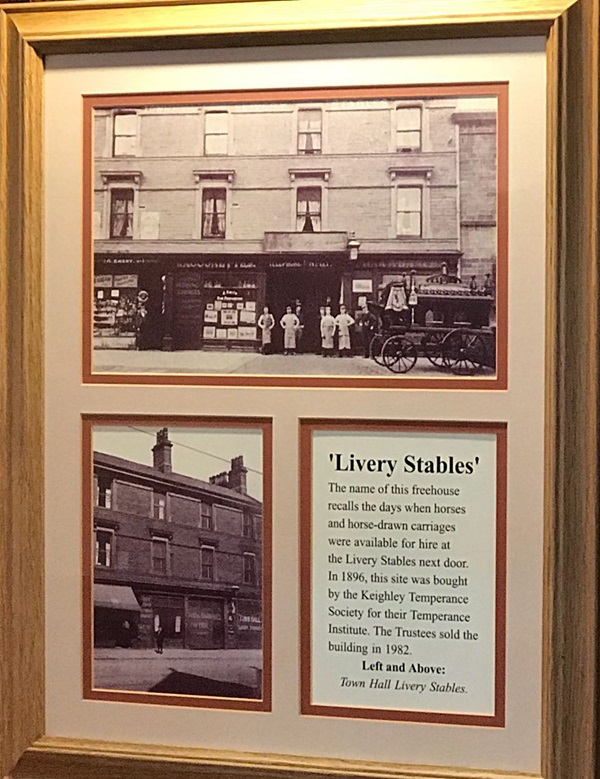 'Livery Stables'
The name of this freehouse
recalls the days when horses
and horse-drawn carriages
were available for hire at
the Livery Stables next door.
In 1896, this site was bought
by the Keighley Temperance
Society for their Temperance
Institute. The Trustees sold the
building in 1982.
Left and Above:
Town Hall Livery Stables.